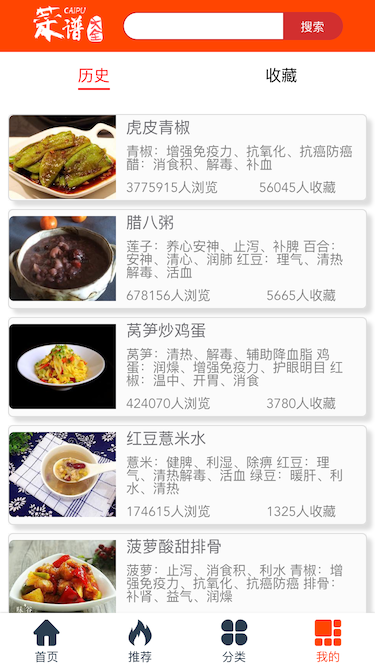 菜谱大全
CAIPU
搜索
历史 收藏
虎皮青椒
青椒：增强免疫力、抗氧化、抗癌防癌
醋：消食积、解毒、补血
3775915人浏览 56045人收藏
腊八粥
莲子：养心安神、止泻、补脾 百合：
安神、清心、润肺 红豆：理气、清热
解毒、活血
678156人浏览 5665人收藏
莴笋炒鸡蛋
莴笋：清热、解毒、辅助降血脂 鸡
蛋：润燥、增强免疫力、护眼明目 红
椒：温中、开胃、消食
424070人浏览 3780人收藏
红豆薏米水
薏米：健脾、利湿、除痹 红豆：理
气、清热解毒、活血 绿豆：暖肝、利
水、清热
174615人浏览 1325人收藏
菠萝酸甜排骨
菠萝：止泻、消食积、利水 青椒：增
强免疫力、抗氧化、抗癌防癌 排骨：
补肾、益气、润燥
首页 推荐 分类 我的